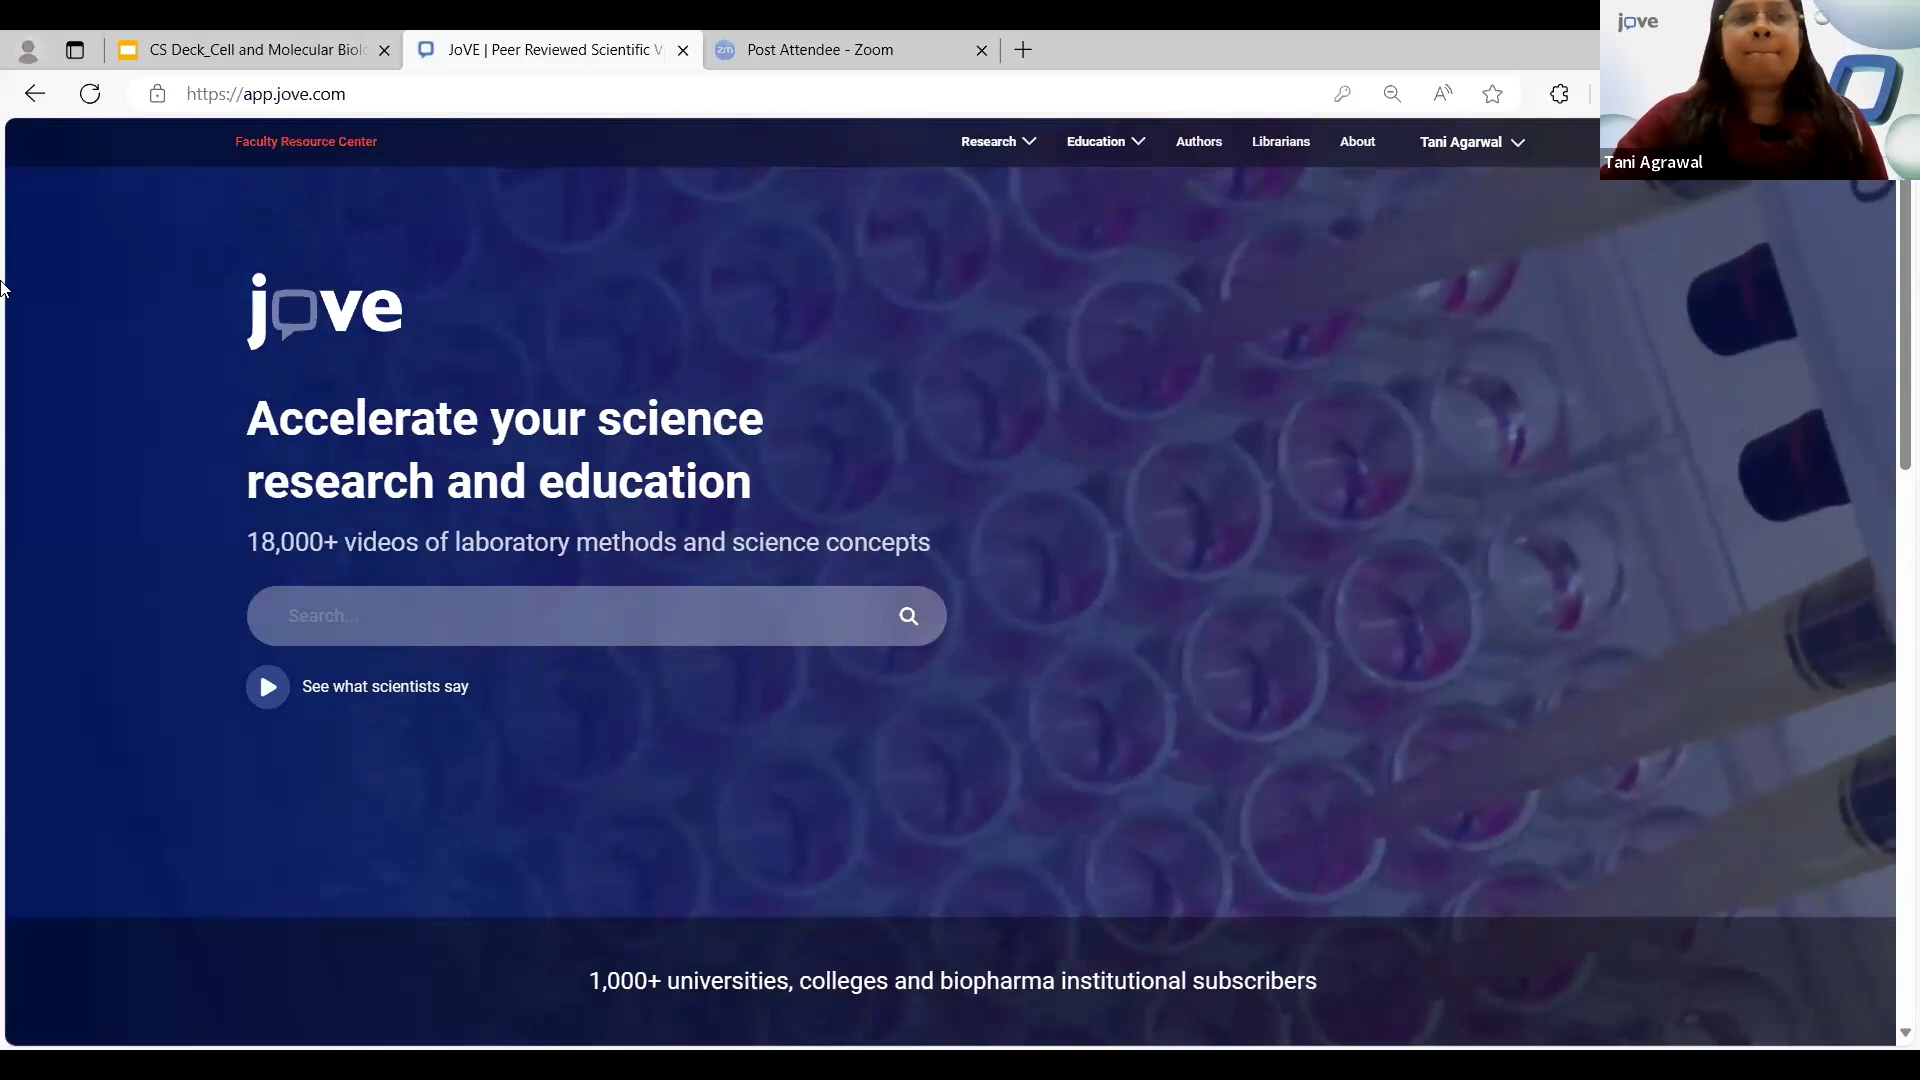 CS Deck_Cell and Molecular Biol
JoVE | Peer Reviewed Scientific V
zm
Post Attendee - Zoom
https://app.jove.com
jove
Tani Agrawal
Faculty Resource Center
Research
Education
Authors
Librarians
About
Tani Agarwal
jove
Accelerate your science
research and education
18,000+ videos of laboratory methods and science concepts
Search...
See what scientists say
1,000+ universities, colleges and biopharma institutional subscribers